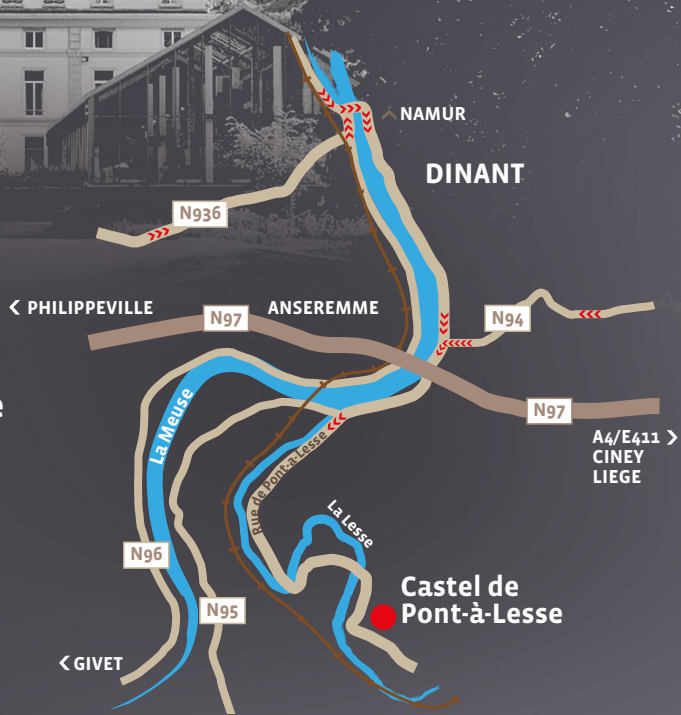 NAMUR
DINANT
N936
PHILIPPEVILLE
N97
ANSEREMME
N94
e
La Meuse
N97
A4/E411
CINEY
LIEGE
Rue de Pont-à-Lesse
La Lesse
N96
Castel de
Pont-à-Lesse
N95
GIVET